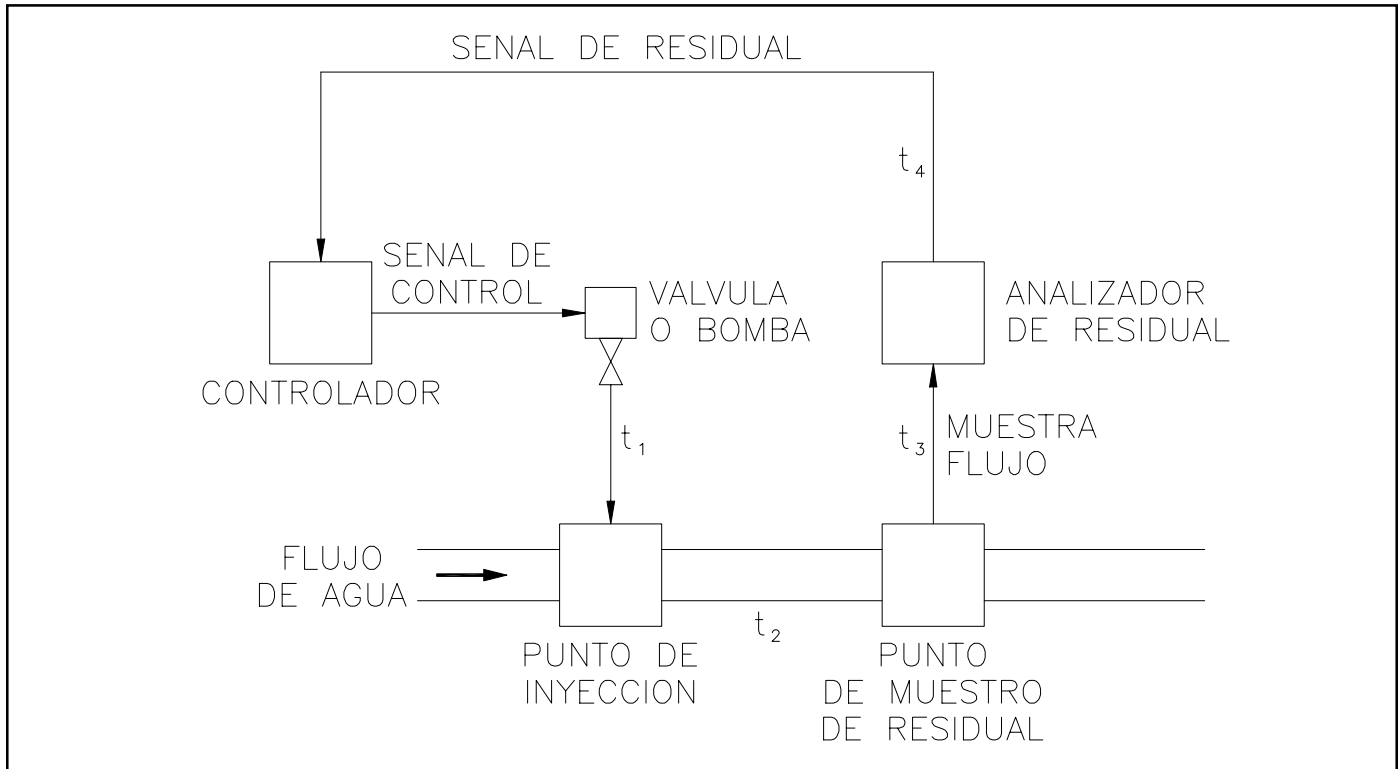 SENAL DE RESIDUAL
t₄
SENAL DE
CONTROL
VALVULA
O BOMBA
ANALIZADOR
DE RESIDUAL
CONTROLADOR
t₁
t₃
MUESTRA
FLUJO
FLUJO
DE AGUA
t₂
PUNTO DE
INYECCION
PUNTO
DE MUESTRO
DE RESIDUAL